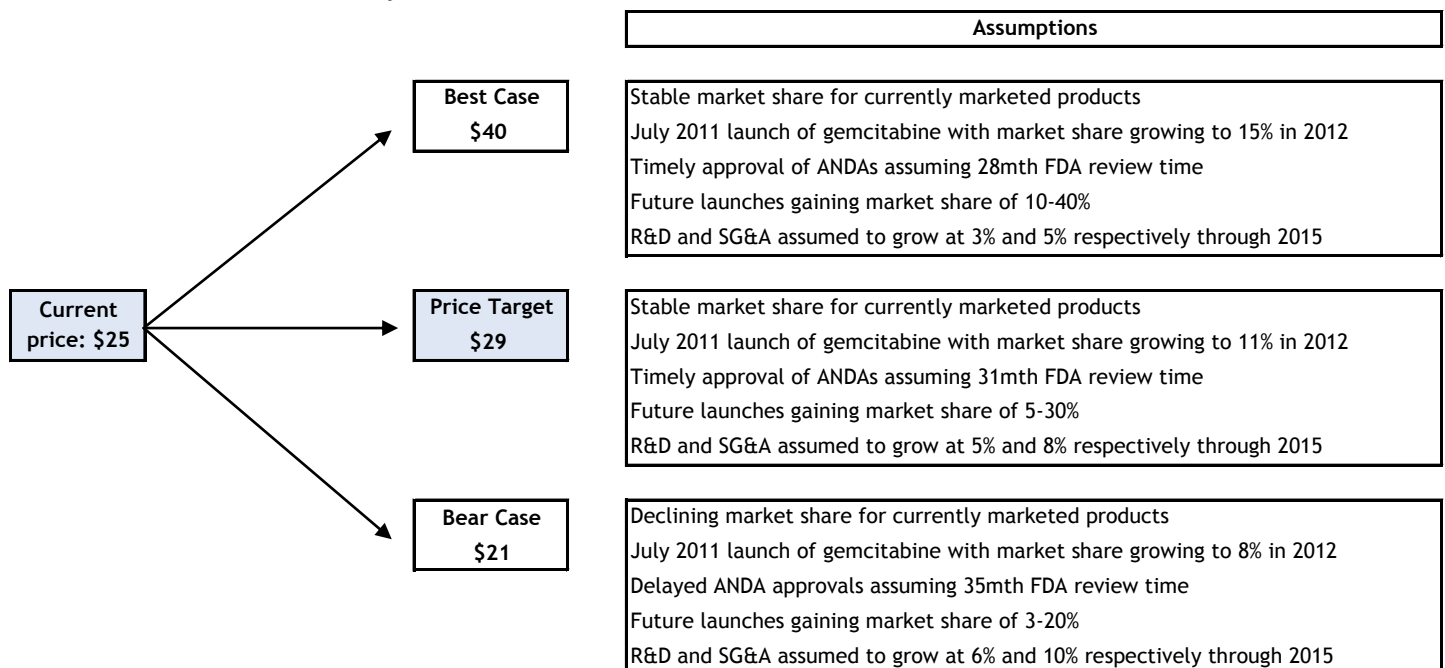 Assumptions
Best Case
$40
Stable market share for currently marketed products
July 2011 launch of gemcitabine with market share growing to 15% in 2012
Timely approval of ANDAs assuming 28mth FDA review time
Future launches gaining market share of 10-40%
R&D and SG&A assumed to grow at 3% and 5% respectively through 2015
Current
price: $25
Price Target
$29
Stable market share for currently marketed products
July 2011 launch of gemcitabine with market share growing to 11% in 2012
Timely approval of ANDAs assuming 31mth FDA review time
Future launches gaining market share of 5-30%
R&D and SG&A assumed to grow at 5% and 8% respectively through 2015
Bear Case
$21
Declining market share for currently marketed products
July 2011 launch of gemcitabine with market share growing to 8% in 2012
Delayed ANDA approvals assuming 35mth FDA review time
Future launches gaining market share of 3-20%
R&D and SG&A assumed to grow at 6% and 10% respectively through 2015